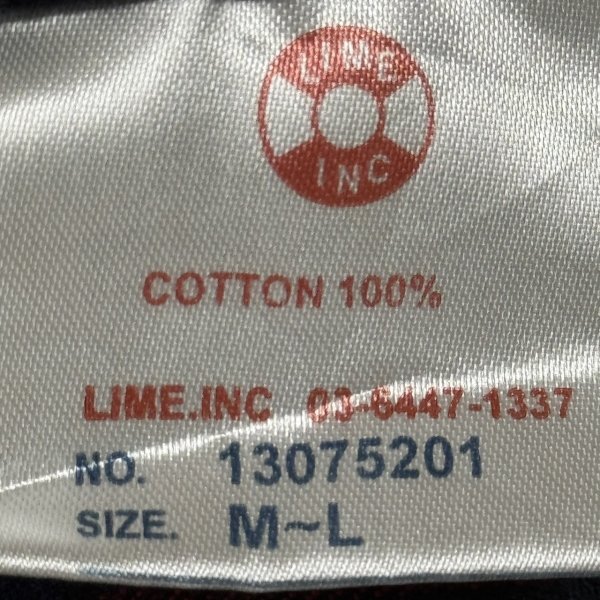 LIME
INC
COTTON 100%
LIME.INC 03-6447-1337
NO. 13075201
SIZE. M~L